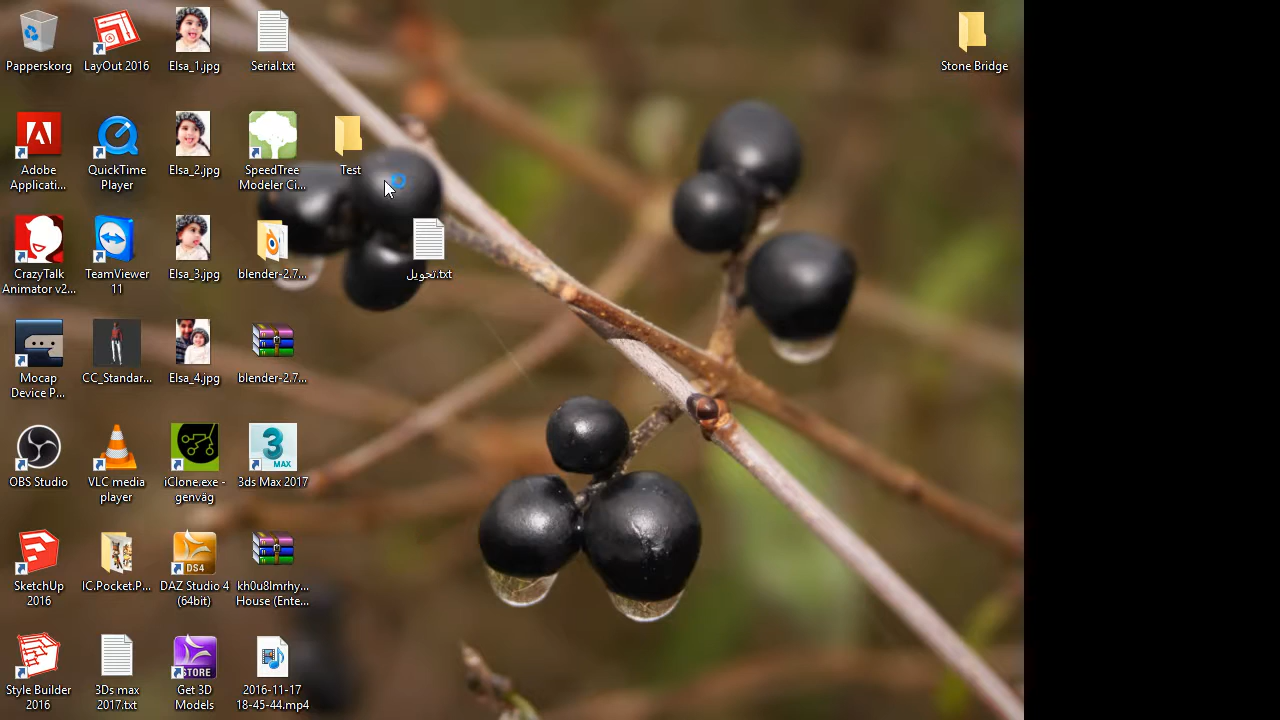 Papperskorg
LayOut 2016
Elsa_1.jpg
Serial.txt
Stone Bridge
Adobe
Applicati...
QuickTime
Player
Elsa_2.jpg
SpeedTree
Modeler Ci...
Test
CrazyTalk
Animator v2...
TeamViewer
11
Elsa_3.jpg
blender-2.7...
تحويل.txt
Mocap
Device P...
CC_Standar...
Elsa_4.jpg
blender-2.7...
OBS Studio
VLC media
player
iClone.exe -
genväg
3
MAX
3ds Max 2017
SketchUp
2016
IC.Pocket.P...
DS4
DAZ Studio 4
(64bit)
kh0u8lmrhy...
House (Ente...
Style Builder
2016
3Ds max
2017.txt
STORE
Get 3D
Models
2016-11-17
18-45-44.mp4